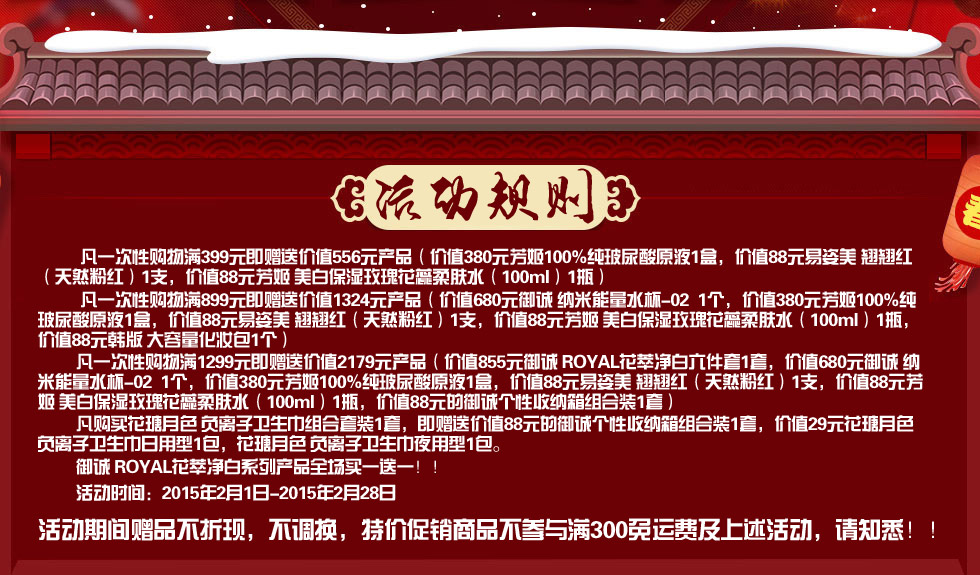 活动规则
凡一次性购物满399元即赠送价值556元产品（价值380元芳姬100%纯玻尿酸原液1盒，价值88元易姿美 翘翘红
（天然粉红）1支，价值88元芳姬 美白保湿玫瑰花蕊柔肤水（100ml）1瓶）
凡一次性购物满899元即赠送价值1324元产品（价值680元御诚 纳米能量水杯-02 1个，价值380元芳姬100%纯
玻尿酸原液1盒，价值88元易姿美 翘翘红（天然粉红）1支，价值88元芳姬 美白保湿玫瑰花蕊柔肤水（100ml）1瓶，
价值88元韩版 大容量化妆包1个）
凡一次性购物满1299元即赠送价值2179元产品（价值855元御诚 ROYAL花萃净白六件套1套，价值680元御诚 纳
米能量水杯-02 1个，价值380元芳姬100%纯玻尿酸原液1盒，价值88元易姿美 翘翘红（天然粉红）1支，价值88元芳
姬 美白保湿玫瑰花蕊柔肤水（100ml）1瓶，价值88元的御诚个性收纳箱组合装1套）
凡购买花瑭月色 负离子卫生巾组合套装1套，即赠送价值88元的御诚个性收纳箱组合装1套，价值29元花瑭月色
负离子卫生巾日用型1包，花瑭月色 负离子卫生巾夜用型1包。
御诚 ROYAL花萃净白系列产品全场买一送一！！
活动时间：2015年2月1日-2015年2月28日
活动期间赠品不折现，不调换，特价促销商品不参与满300免运费及上述活动，请知悉！！